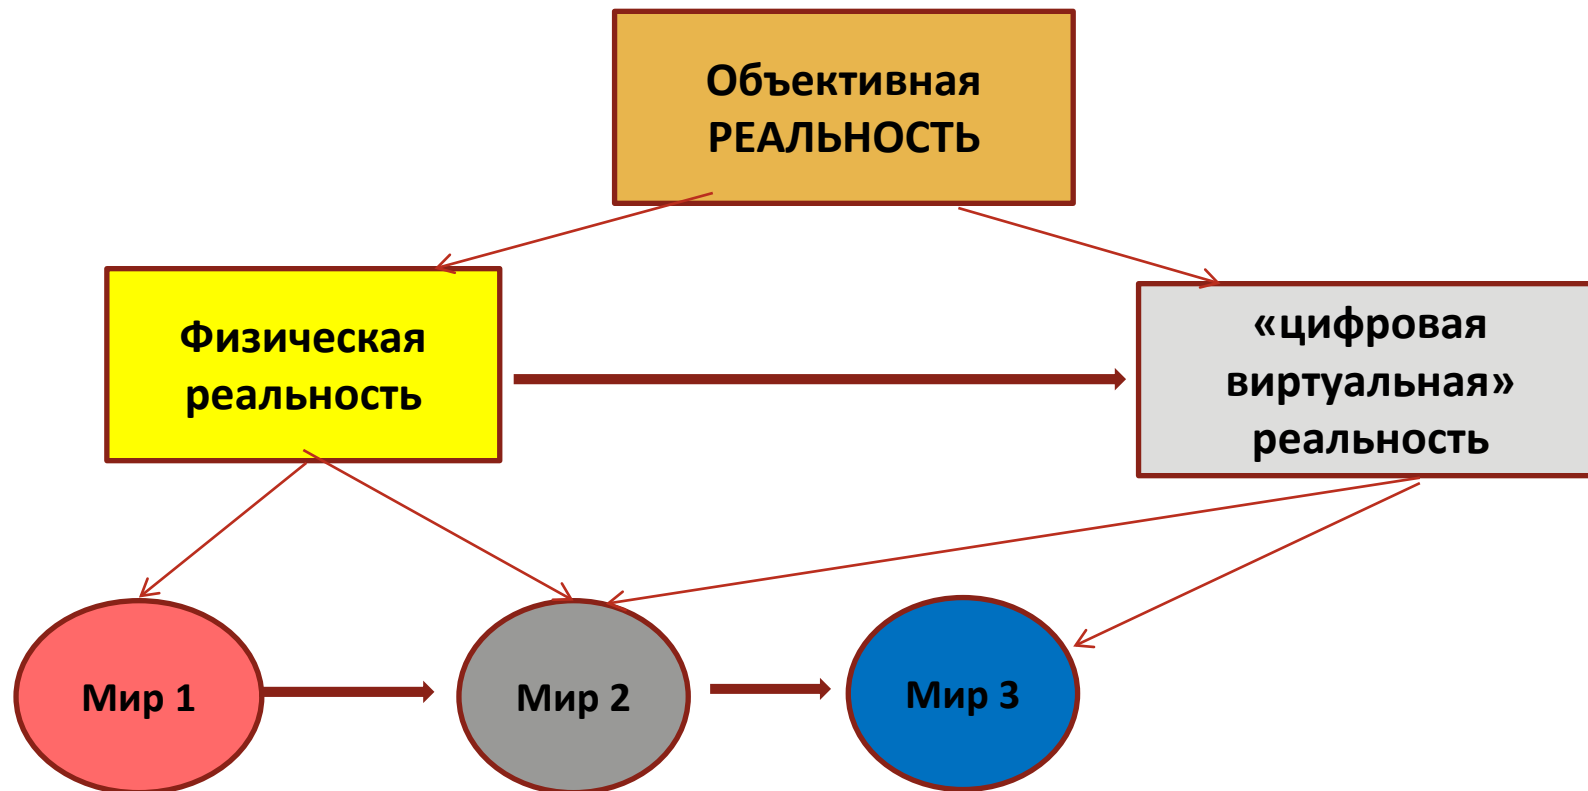 Объективная
РЕАЛЬНОСТЬ
Физическая
реальность
«цифровая
виртуальная»
реальность
Мир 1
Мир 2
Мир 3